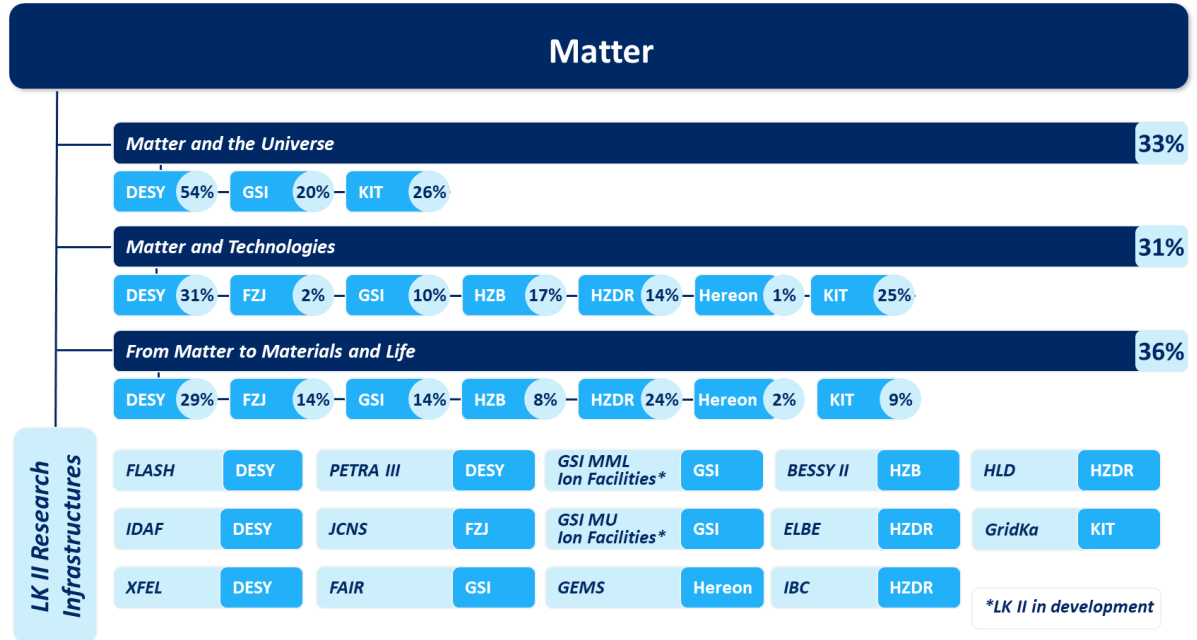 Matter
Matter and the Universe 33%
DESY 54% GSI 20% KIT 26%
Matter and Technologies 31%
DESY 31% FZJ 2% GSI 10% HZB 17% HZDR 14% Hereon 1% KIT 25%
From Matter to Materials and Life 36%
DESY 29% FZJ 14% GSI 14% HZB 8% HZDR 24% Hereon 2% KIT 9%
LK II Research
Infrastructures
FLASH DESY PETRA III DESY GSI MML
Ion Facilities* GSI BESSY II HZB HLD HZDR
IDAF DESY JCNS FZJ GSI MU
Ion Facilities* GSI ELBE HZDR GridKa KIT
XFEL DESY FAIR GSI GEMS Hereon IBC HZDR
*LK II in development